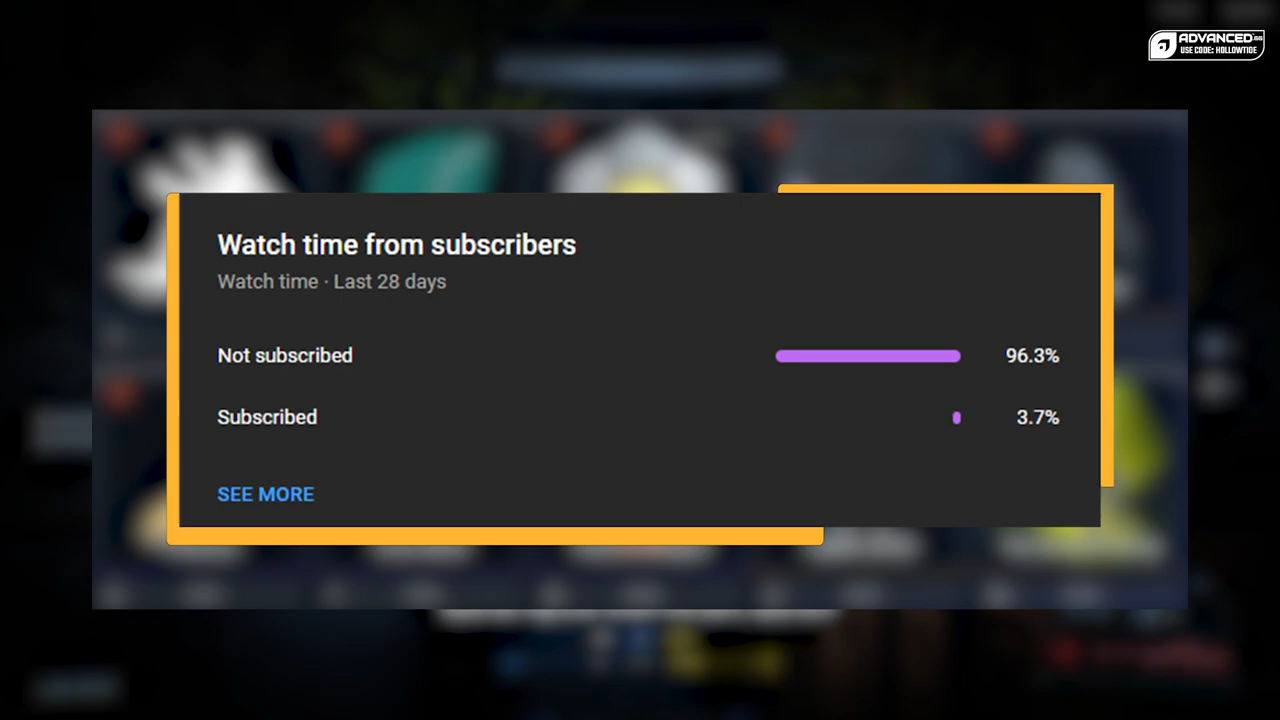 ADVANCED.GG
USE CODE: HOLLOWTIDE
Watch time from subscribers
Watch time · Last 28 days
Not subscribed 96.3%
Subscribed 3.7%
SEE MORE